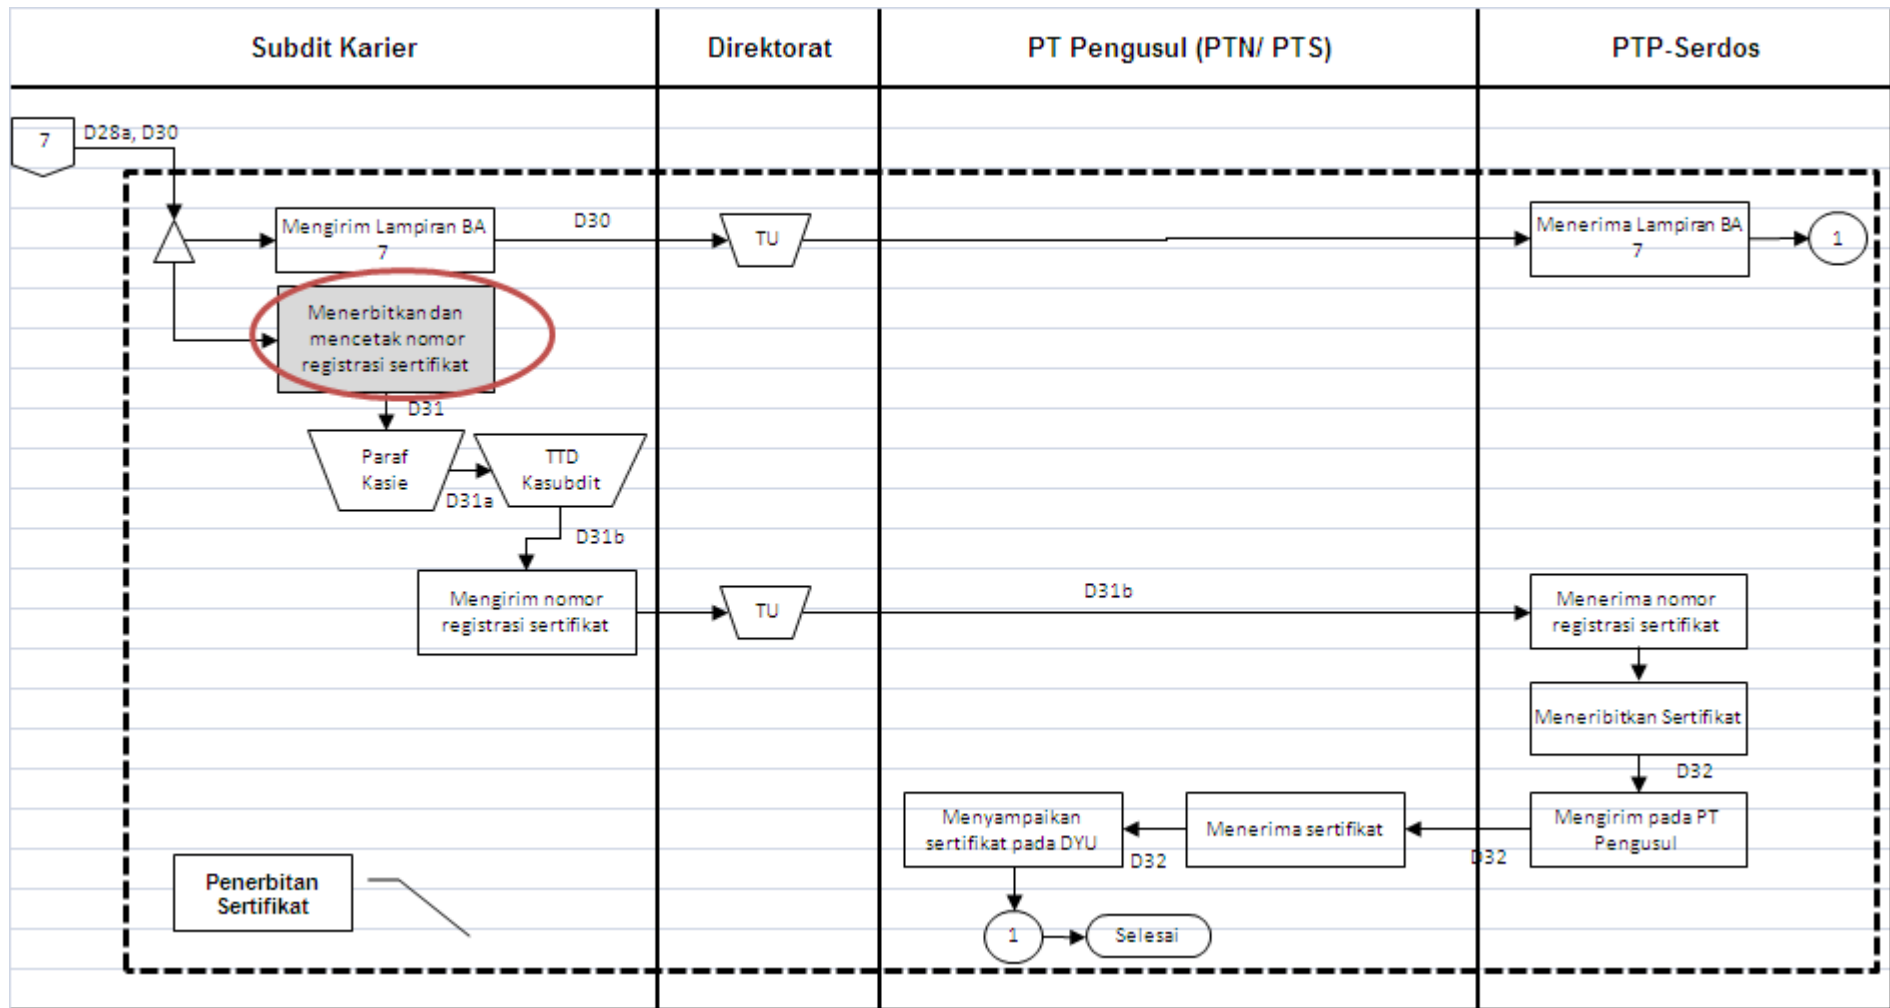 Subdit Karier
Direktorat
PT Pengusul (PTN/ PTS)
PTP-Serdos
7
D28a, D30
Mengirim Lampiran BA
7
D30
TU
Menerima Lampiran BA
7
1
Menerbitkan dan
mencetak nomor
registrasi sertifikat
D31
Paraf
Kasie
D31a
TTD
Kasubdit
D31b
Mengirim nomor
registrasi sertifikat
TU
D31b
Menerima nomor
registrasi sertifikat
Meneribitkan Sertifikat
D32
Mengirim pada PT
Pengusul
D32
Menerima sertifikat
D32
Menyampaikan
sertifikat pada DYU
1
Selesai
Penerbitan
Sertifikat